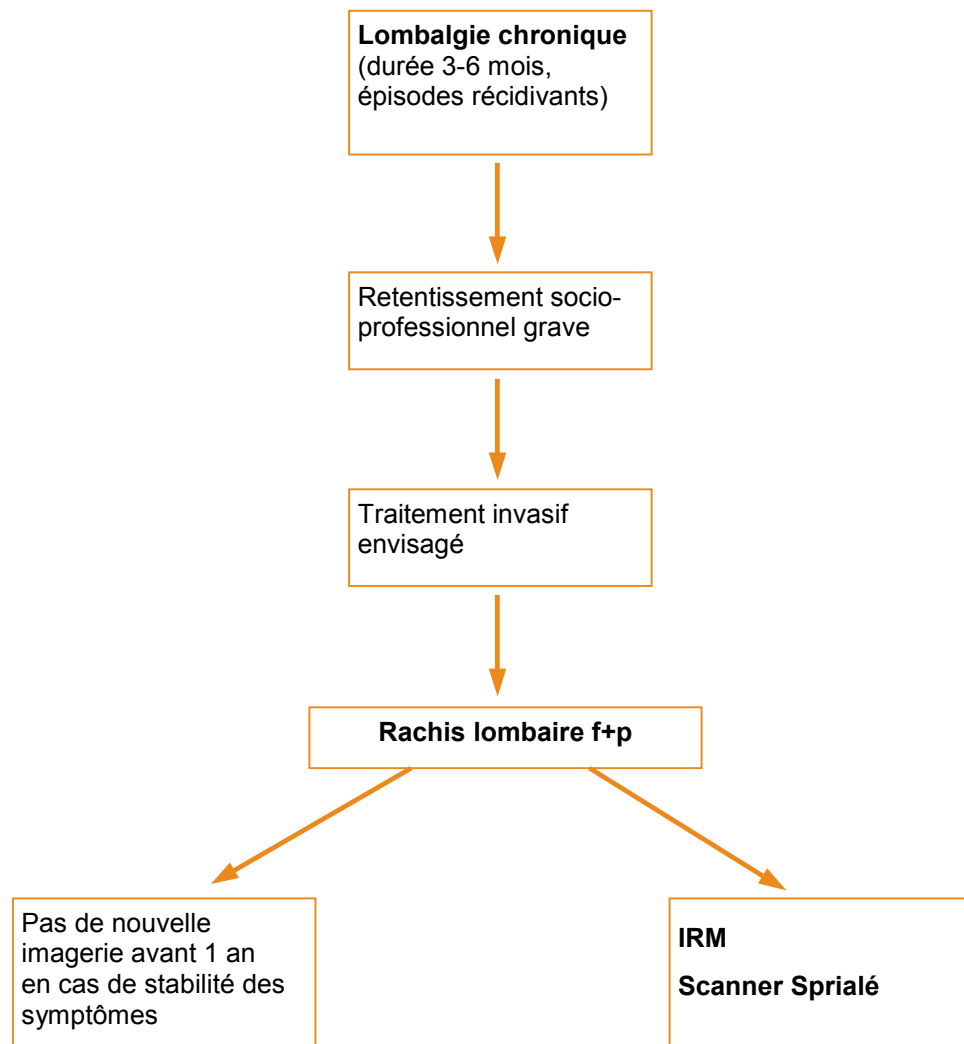 Lombalgie chronique
(durée 3-6 mois,
épisodes récidivants)
Retentissement socio-
professionnel grave
Traitement invasif
envisagé
Rachis lombaire f+p
Pas de nouvelle
imagerie avant 1 an
en cas de stabilité des
symptômes
IRM
Scanner Sprialé